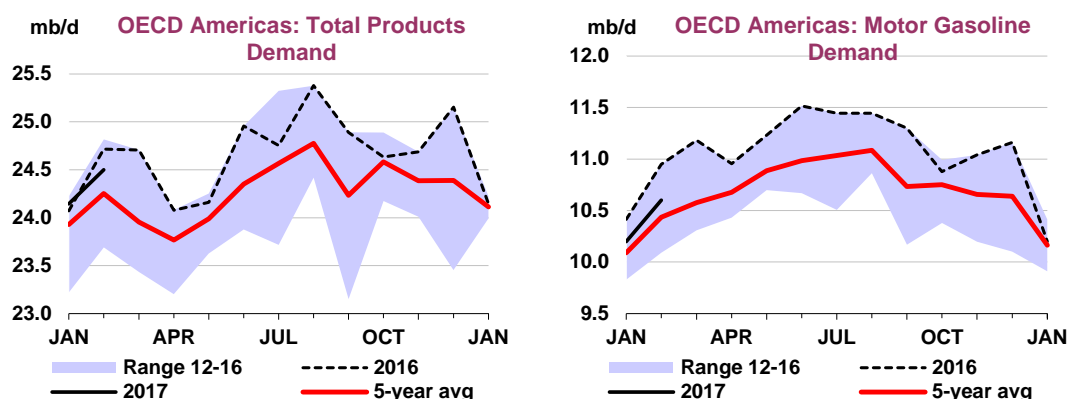 mb/d
OECD Americas: Total Products
Demand
25.5
25.0
24.5
24.0
23.5
23.0
JAN APR JUL OCT JAN
Range 12-16 2016
2017 5-year avg
mb/d
OECD Americas: Motor Gasoline
Demand
12.0
11.5
11.0
10.5
10.0
9.5
JAN APR JUL OCT JAN
Range 12-16 2016
2017 5-year avg